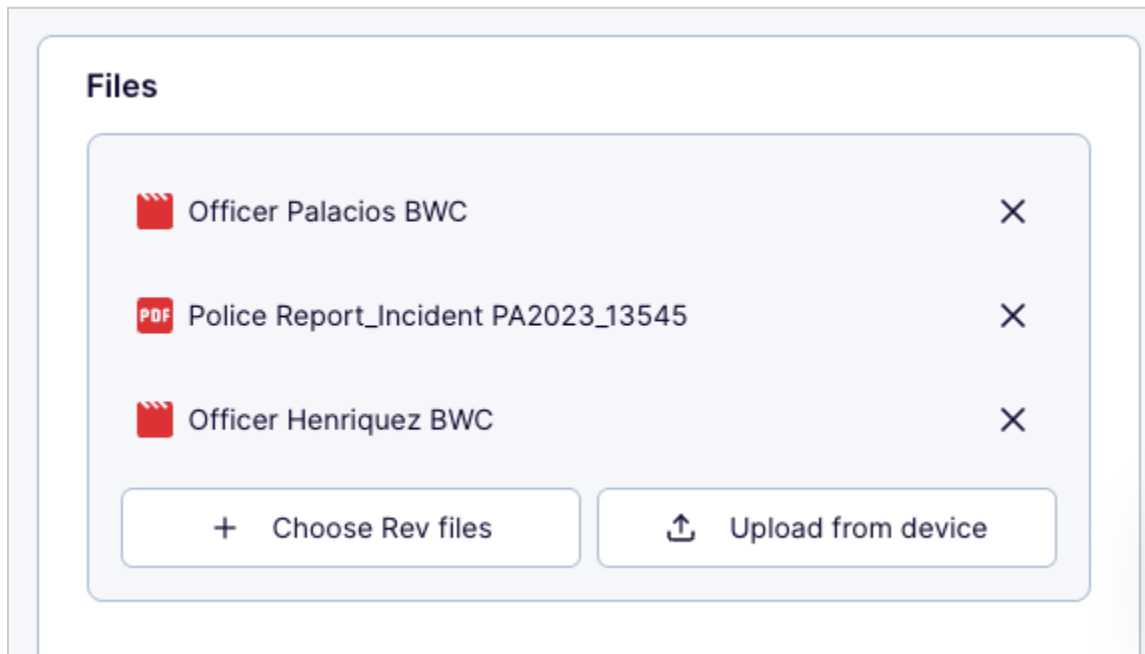 Files
Officer Palacios BWC
PDF Police Report_Incident PA2023_13545
Officer Henriquez BWC
+ Choose Rev files
Upload from device